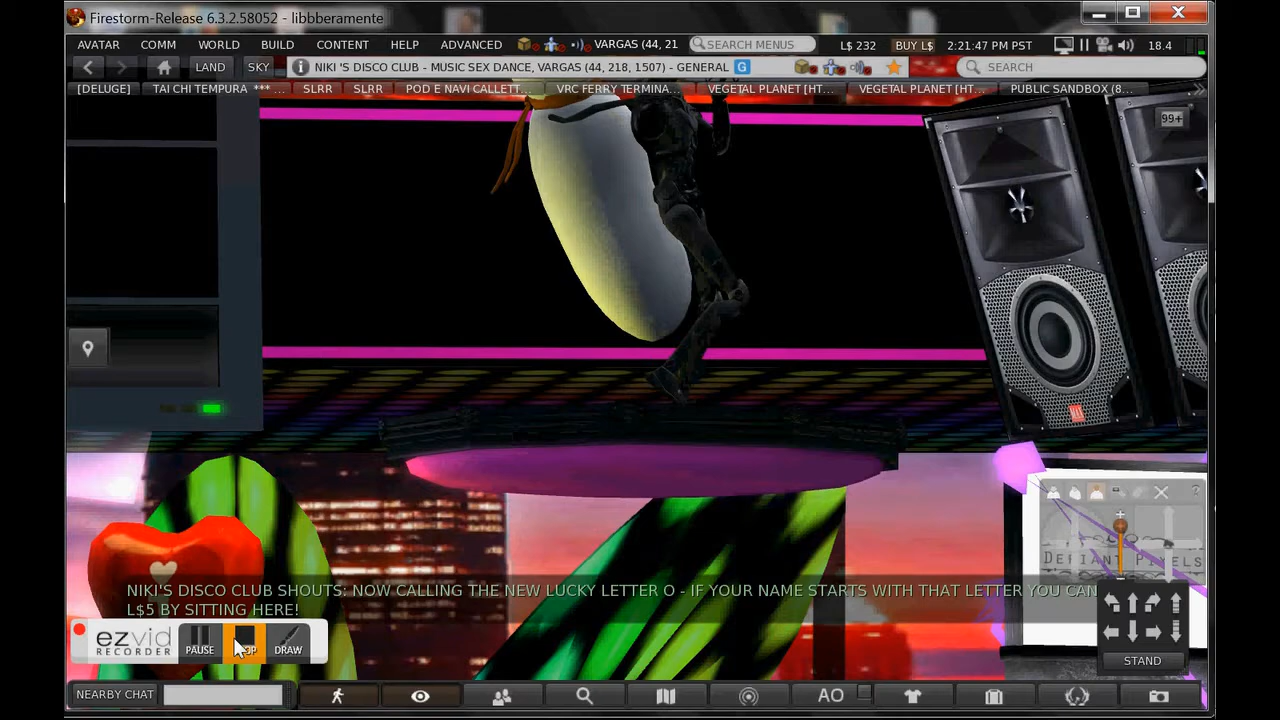 Firestorm-Release 6.3.2.58052 - libbberamente
AVATAR COMM WORLD BUILD CONTENT HELP ADVANCED VARGAS (44, 21 SEARCH MENUS L$ 232 BUY L$ 2:21:47 PM PST 18.4
LAND SKY NIKI'S DISCO CLUB - MUSIC SEX DANCE, VARGAS (44, 218, 1507) - GENERAL G SEARCH
[DELUGE] TAI CHI TEMPURA *** ... SLRR SLRR POD E NAVI CALLETT... VRC FERRY TERMINA... VEGETAL PLANET [HT... VEGETAL PLANET [HT... PUBLIC SANDBOX (8...
99+
DEFIANT PIXELS
NIKI'S DISCO CLUB SHOUTS: NOW CALLING THE NEW LUCKY LETTER O - IF YOUR NAME STARTS WITH THAT LETTER YOU CAN
L$5 BY SITTING HERE!
ezvid
RECORDER
PAUSE
DRAW
STAND
NEARBY CHAT
AO